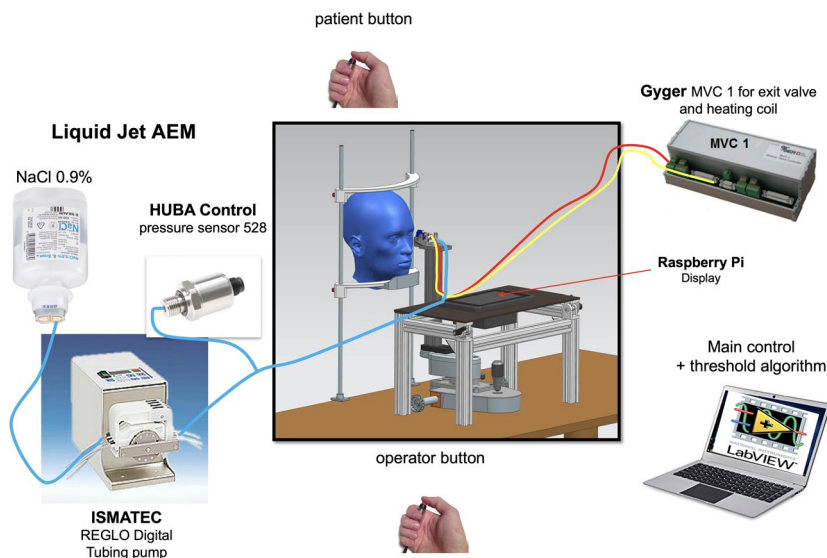 patient button
Gyger MVC 1 for exit valve
and heating coil
MVC 1
Liquid Jet AEM
NaCl 0.9%
NaCl
HUBA Control
pressure sensor 528
Raspberry Pi
Display
Main control
+ threshold algorithm
LabVIEW
operator button
ISMATEC
REGLO Digital
Tubing pump